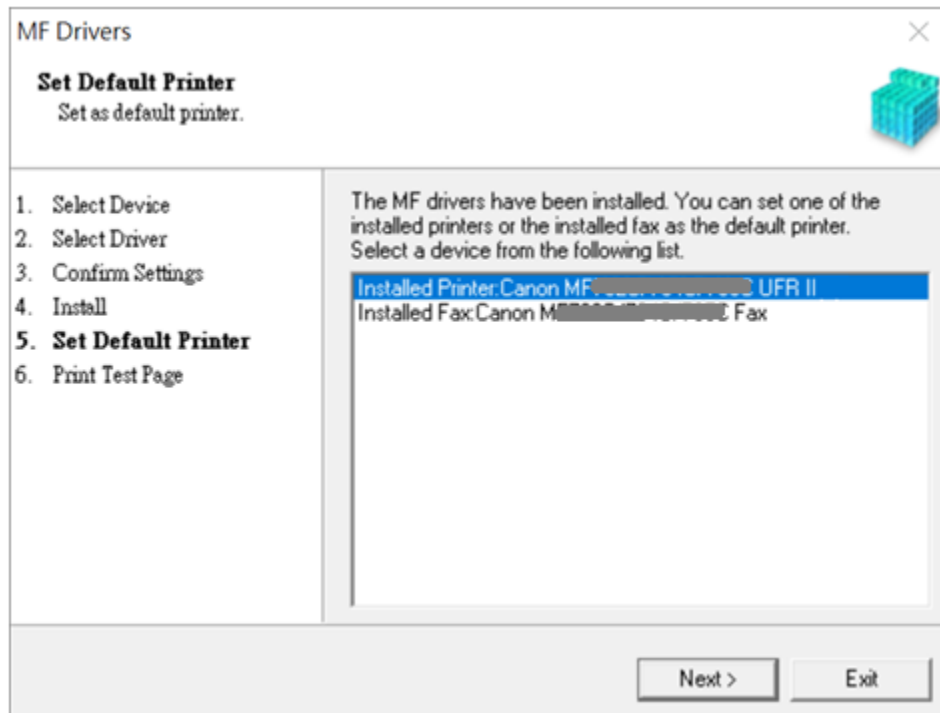 MF Drivers
Set Default Printer
Set as default printer.
1. Select Device
2. Select Driver
3. Confirm Settings
4. Install
5. Set Default Printer
6. Print Test Page
The MF drivers have been installed. You can set one of the
installed printers or the installed fax as the default printer.
Select a device from the following list.
Installed Printer:Canon UFR II
Installed Fax:Canon Fax
Next >
Exit